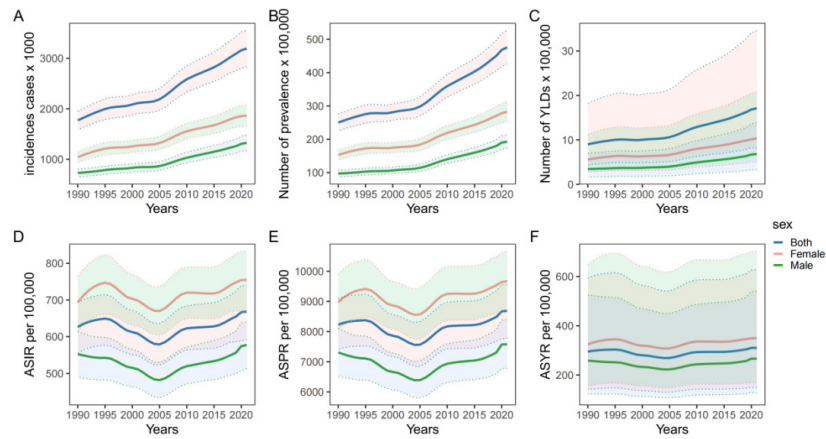 A
incidences cases x 1000
3000
2000
1000
1990 1995 2000 2005 2010 2015 2020
Years
B
Number of prevalence x 100,000
500
400
300
200
100
1990 1995 2000 2005 2010 2015 2020
Years
C
Number of YLDs x 100,000
30
20
10
0
1990 1995 2000 2005 2010 2015 2020
Years
D
ASIR per 100,000
800
700
600
500
1990 1995 2000 2005 2010 2015 2020
Years
E
ASPR per 100,000
10000
9000
8000
7000
6000
1990 1995 2000 2005 2010 2015 2020
Years
F
ASYR per 100,000
600
400
200
1990 1995 2000 2005 2010 2015 2020
Years
sex
Both
Female
Male